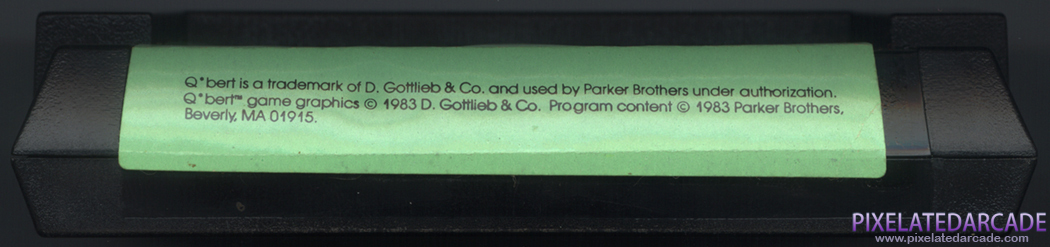 Q*bert is a trademark of D. Gottlieb & Co. and used by Parker Brothers under authorization.
Q*bert™ game graphics © 1983 D. Gottlieb & Co. Program content © 1983 Parker Brothers,
Beverly, MA 01915.
PIXELATEDARCADE
www.pixelatedarcade.com